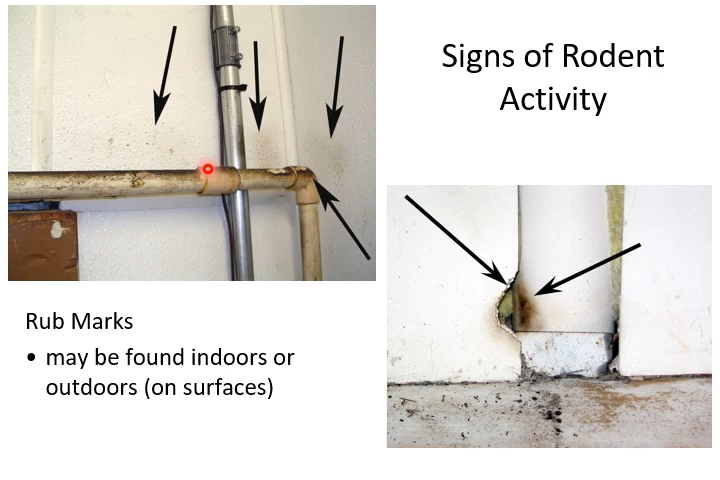 Signs of Rodent
Activity
Rub Marks
• may be found indoors or
outdoors (on surfaces)